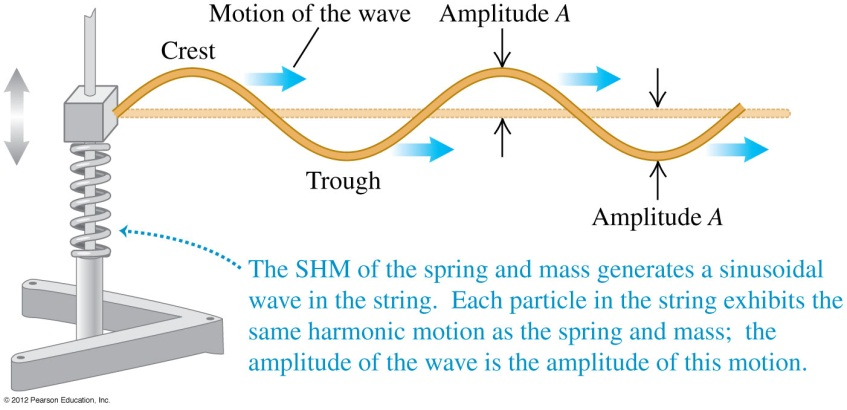 Motion of the wave
Amplitude A
Crest
Trough
Amplitude A
The SHM of the spring and mass generates a sinusoidal
wave in the string. Each particle in the string exhibits the
same harmonic motion as the spring and mass; the
amplitude of the wave is the amplitude of this motion.
© 2012 Pearson Education, Inc.